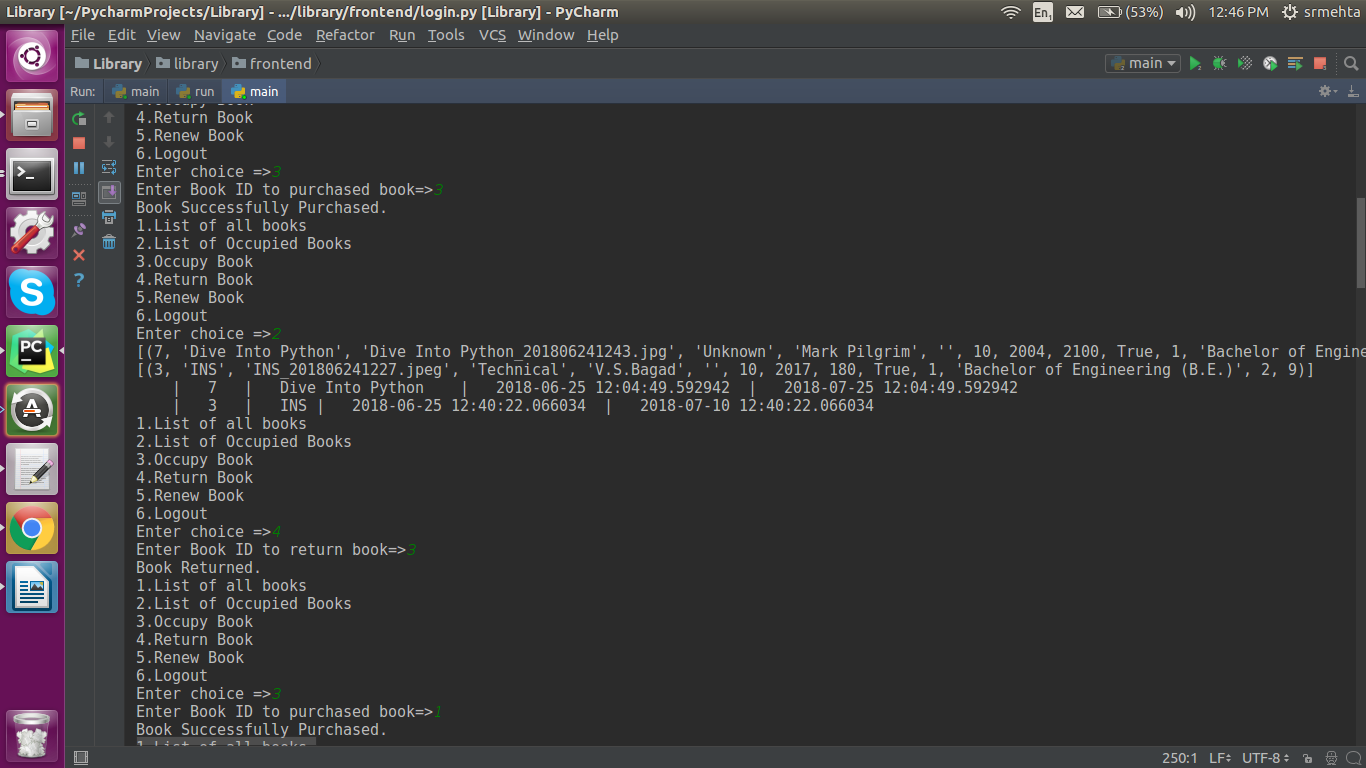 Library [~/PycharmProjects/Library] - .../library/frontend/login.py [Library] - PyCharm
En1 (53%) 12:46 PM srmehta
File Edit View Navigate Code Refactor Run Tools VCS Window Help
Library library frontend main
Run: main run main
3.Occupy Book
4.Return Book
5.Renew Book
6.Logout
Enter choice =>3
Enter Book ID to purchased book=>3
Book Successfully Purchased.
1.List of all books
2.List of Occupied Books
3.Occupy Book
4.Return Book
5.Renew Book
6.Logout
Enter choice =>2
[(7, 'Dive Into Python', 'Dive Into Python_201806241243.jpg', 'Unknown', 'Mark Pilgrim', '', 10, 2004, 2100, True, 1, 'Bachelor of Engine
[(3, 'INS', 'INS_201806241227.jpeg', 'Technical', 'V.S.Bagad', '', 10, 2017, 180, True, 1, 'Bachelor of Engineering (B.E.)', 2, 9)]
| 7 | Dive Into Python | 2018-06-25 12:04:49.592942 | 2018-07-25 12:04:49.592942
| 3 | INS | 2018-06-25 12:40:22.066034 | 2018-07-10 12:40:22.066034
1.List of all books
2.List of Occupied Books
3.Occupy Book
4.Return Book
5.Renew Book
6.Logout
Enter choice =>4
Enter Book ID to return book=>3
Book Returned.
1.List of all books
2.List of Occupied Books
3.Occupy Book
4.Return Book
5.Renew Book
6.Logout
Enter choice =>3
Enter Book ID to purchased book=>1
Book Successfully Purchased.
1.List of all books
250:1 LF UTF-8